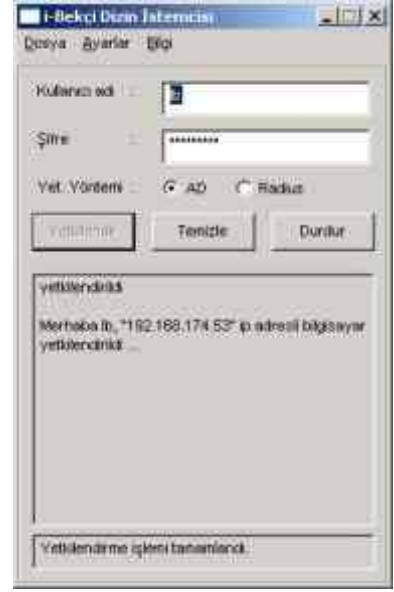 i-Bekçi Dizin İstemcisi
Dosya Ayarlar Bilgi
Kullanıcı adı :
ib
Şifre :
*********
Yet. Yöntemi : AD Radius
Yetkilendir Temizle Durdur
yetkilendirildi
Merhaba ib, "192.168.174.53" ip adresli bilgisayar
yetkilendirildi ...
Yetkilendirme işlemi tamamlandı.